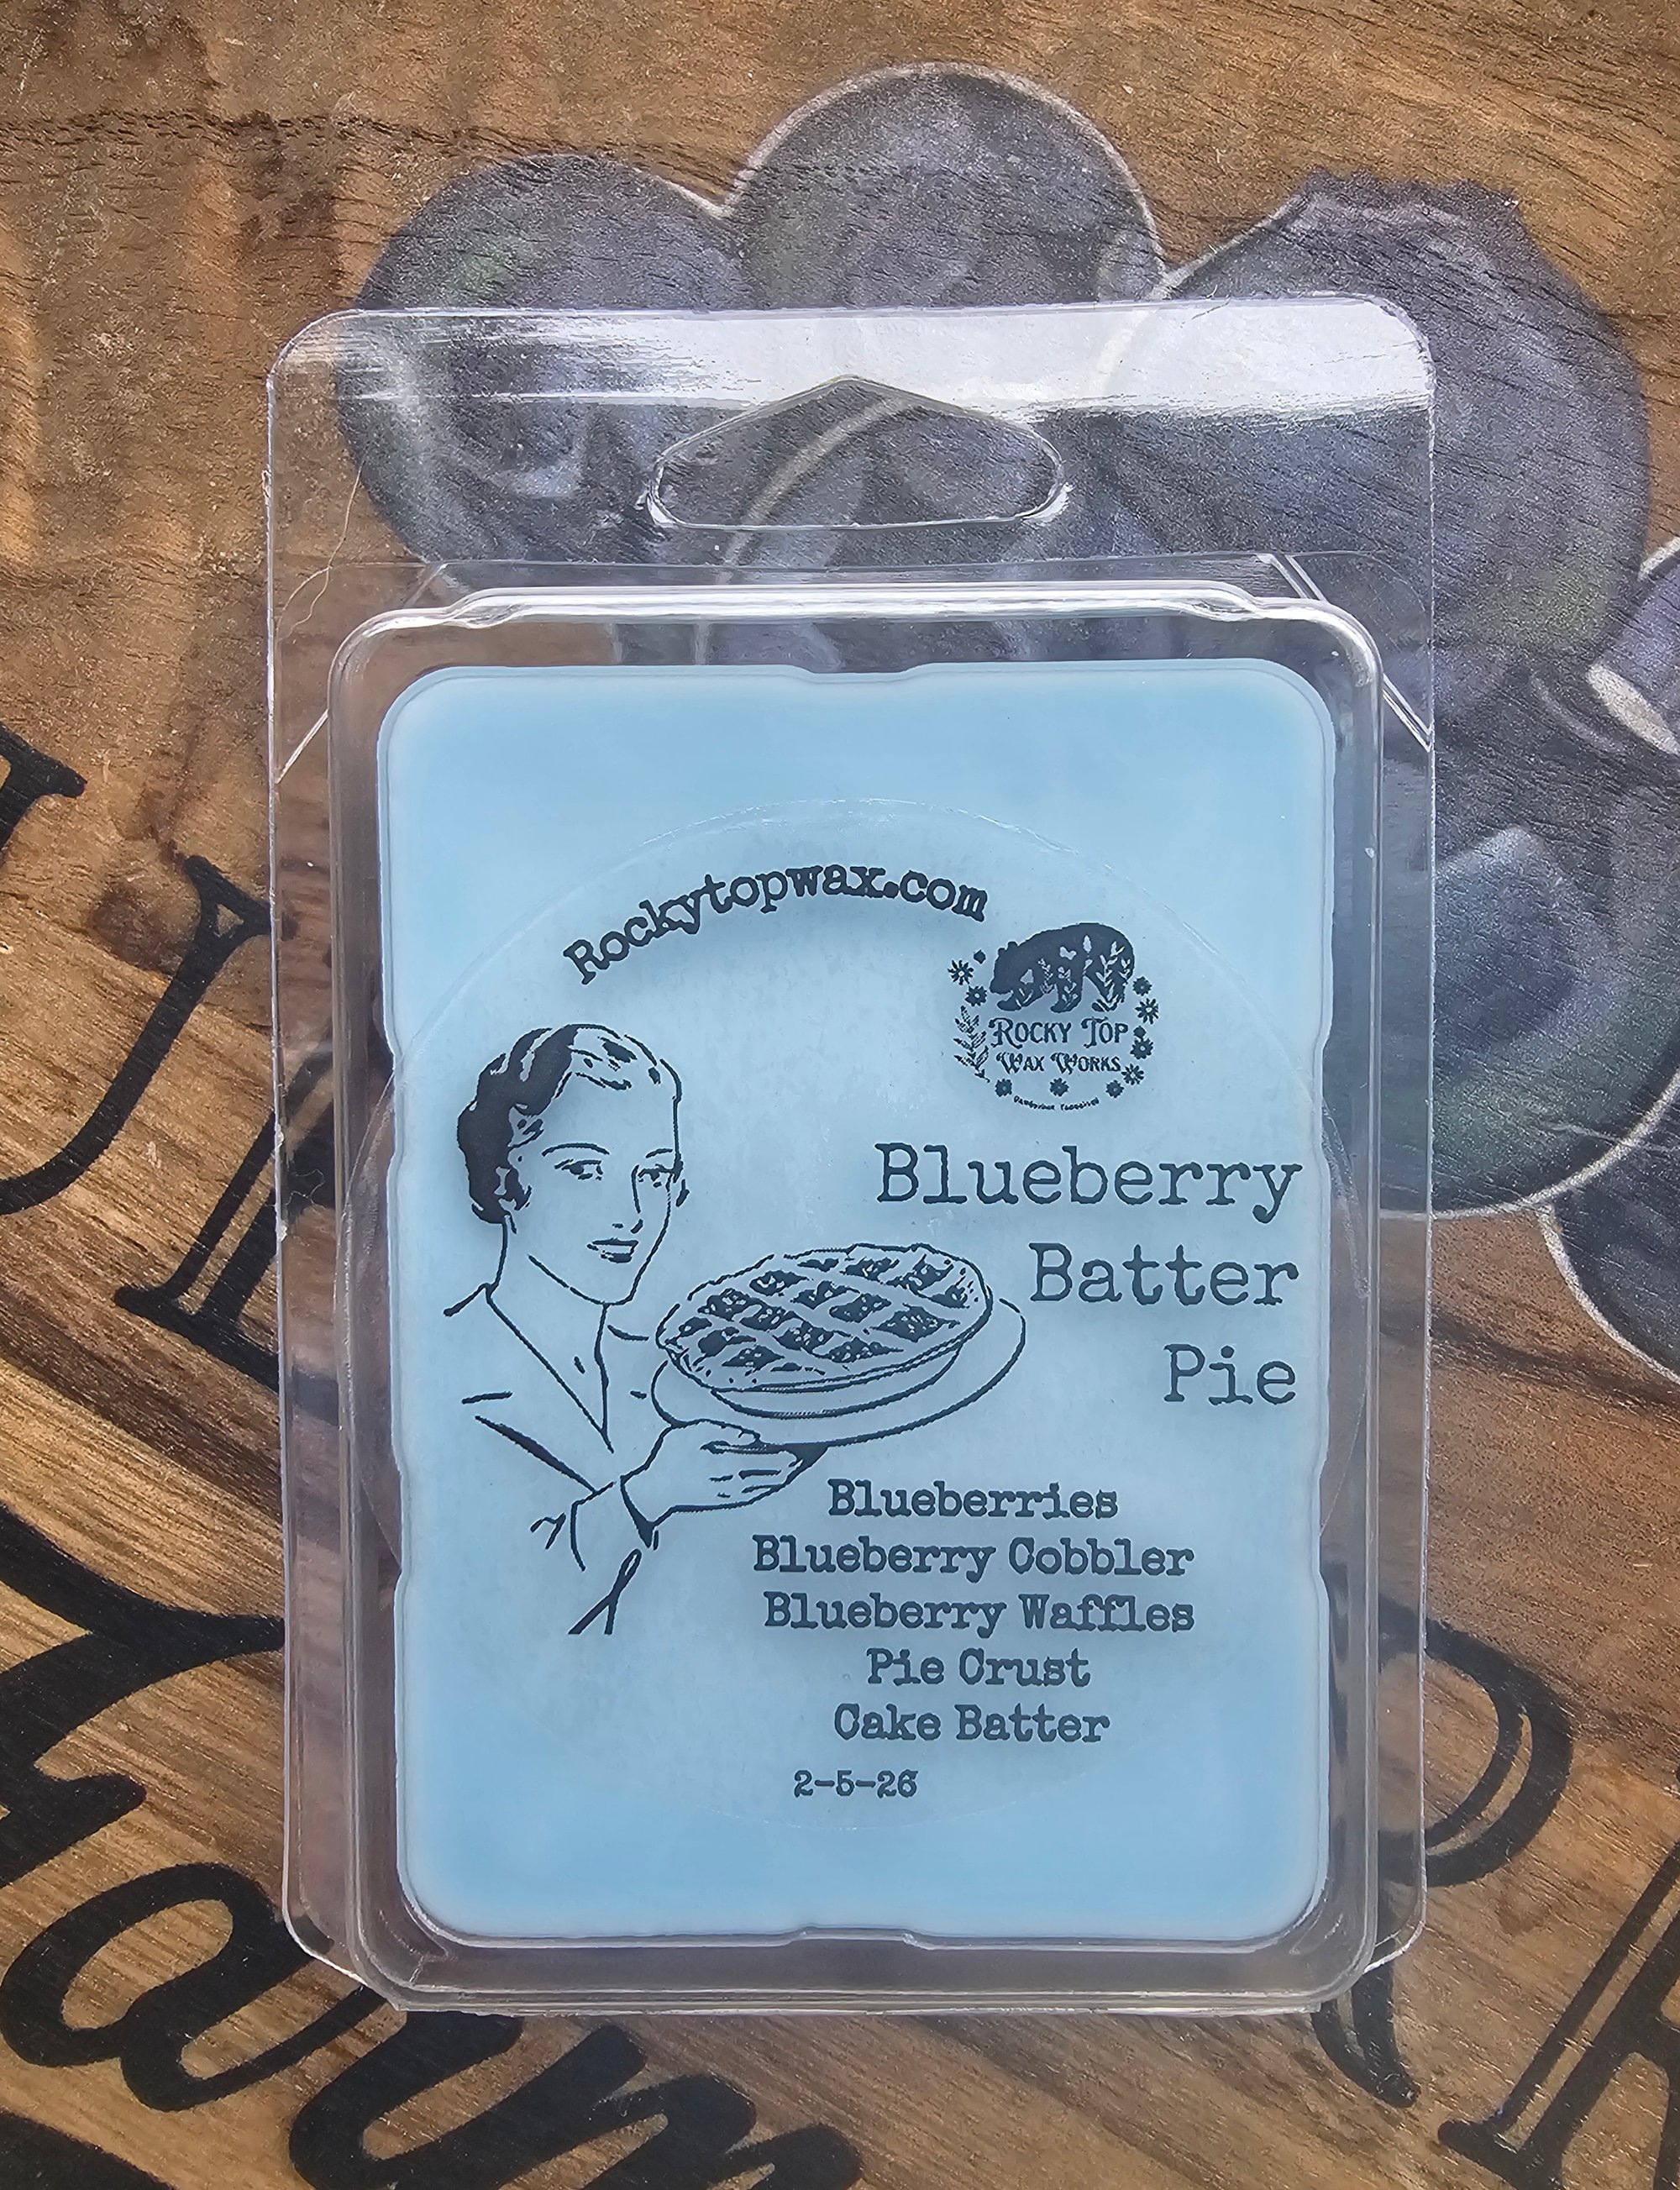 Rockytopwax.com
ROCKY TOP
WAX WORKS
Blueberry
Batter
Pie
Blueberries
Blueberry Cobbler
Blueberry Waffles
Pie Crust
Cake Batter
2-5-26